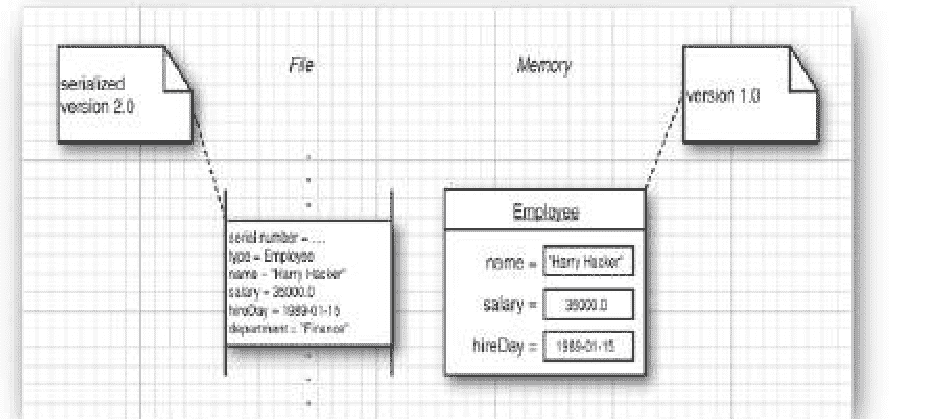 File
Memory
serialized
version 2.0
version 1.0
serial number = ...
type = Employee
name = "Harry Hacker"
salary = 35000.0
hireDay = 1989-01-15
department = "Finance"
Employee
name = "Harry Hacker"
salary = 35000.0
hireDay = 1989-01-15